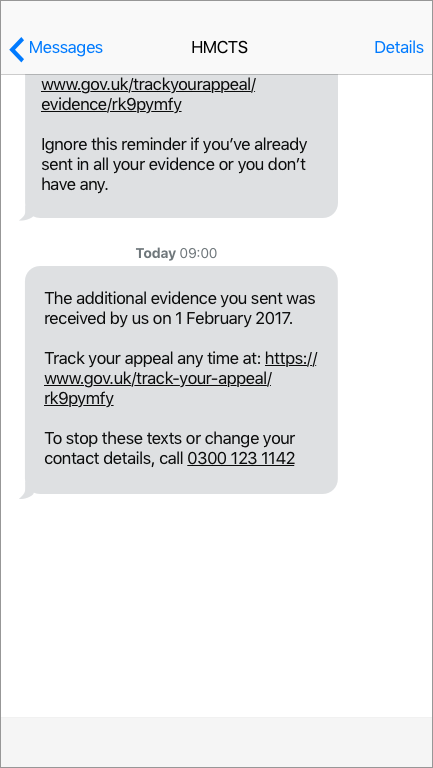 Messages HMCTS Details
www.gov.uk/trackyourappeal/
evidence/rk9pymfy
Ignore this reminder if you’ve already
sent in all your evidence or you don’t
have any.
Today 09:00
The additional evidence you sent was
received by us on 1 February 2017.
Track your appeal any time at: https://
www.gov.uk/track-your-appeal/
rk9pymfy
To stop these texts or change your
contact details, call 0300 123 1142